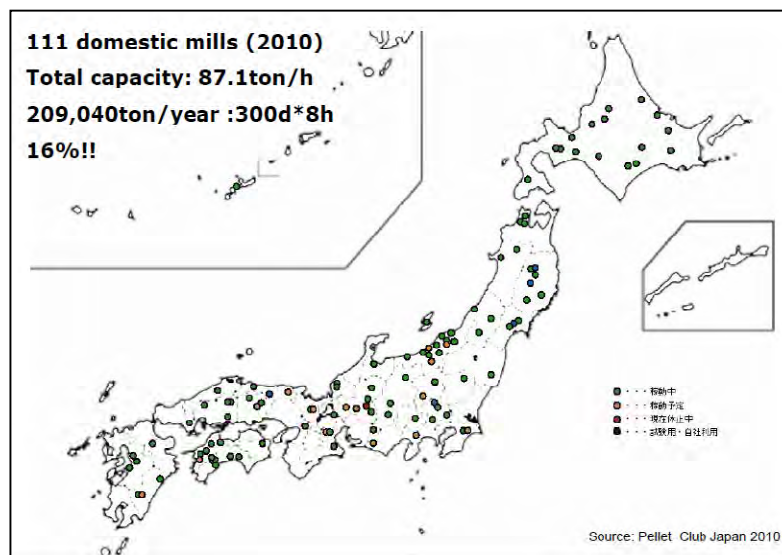 111 domestic mills (2010)
Total capacity: 87.1ton/h
209,040ton/year :300d*8h
16%!!
・・・稼動中
・・・稼動予定
・・・現在休止中
・・・試験用・自社利用
Source: Pellet Club Japan 2010